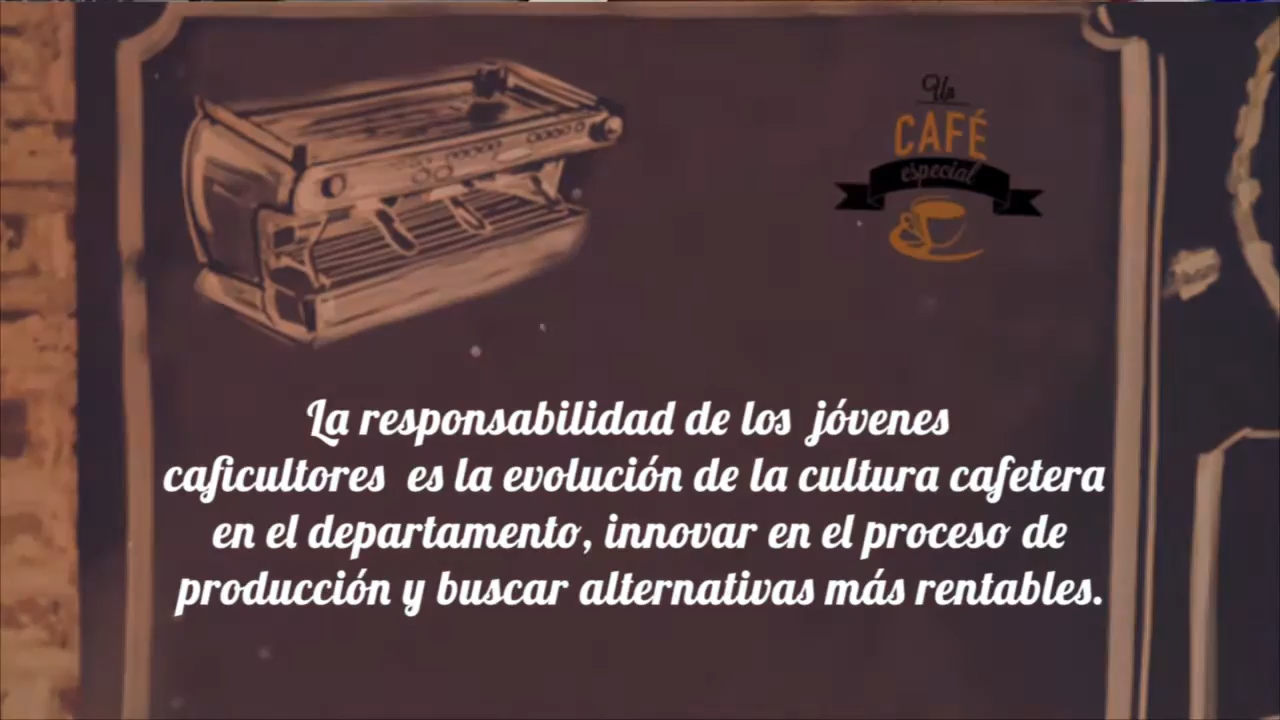 Un
CAFÉ
especial
La responsabilidad de los jóvenes
caficultores es la evolución de la cultura cafetera
en el departamento, innovar en el proceso de
producción y buscar alternativas más rentables.